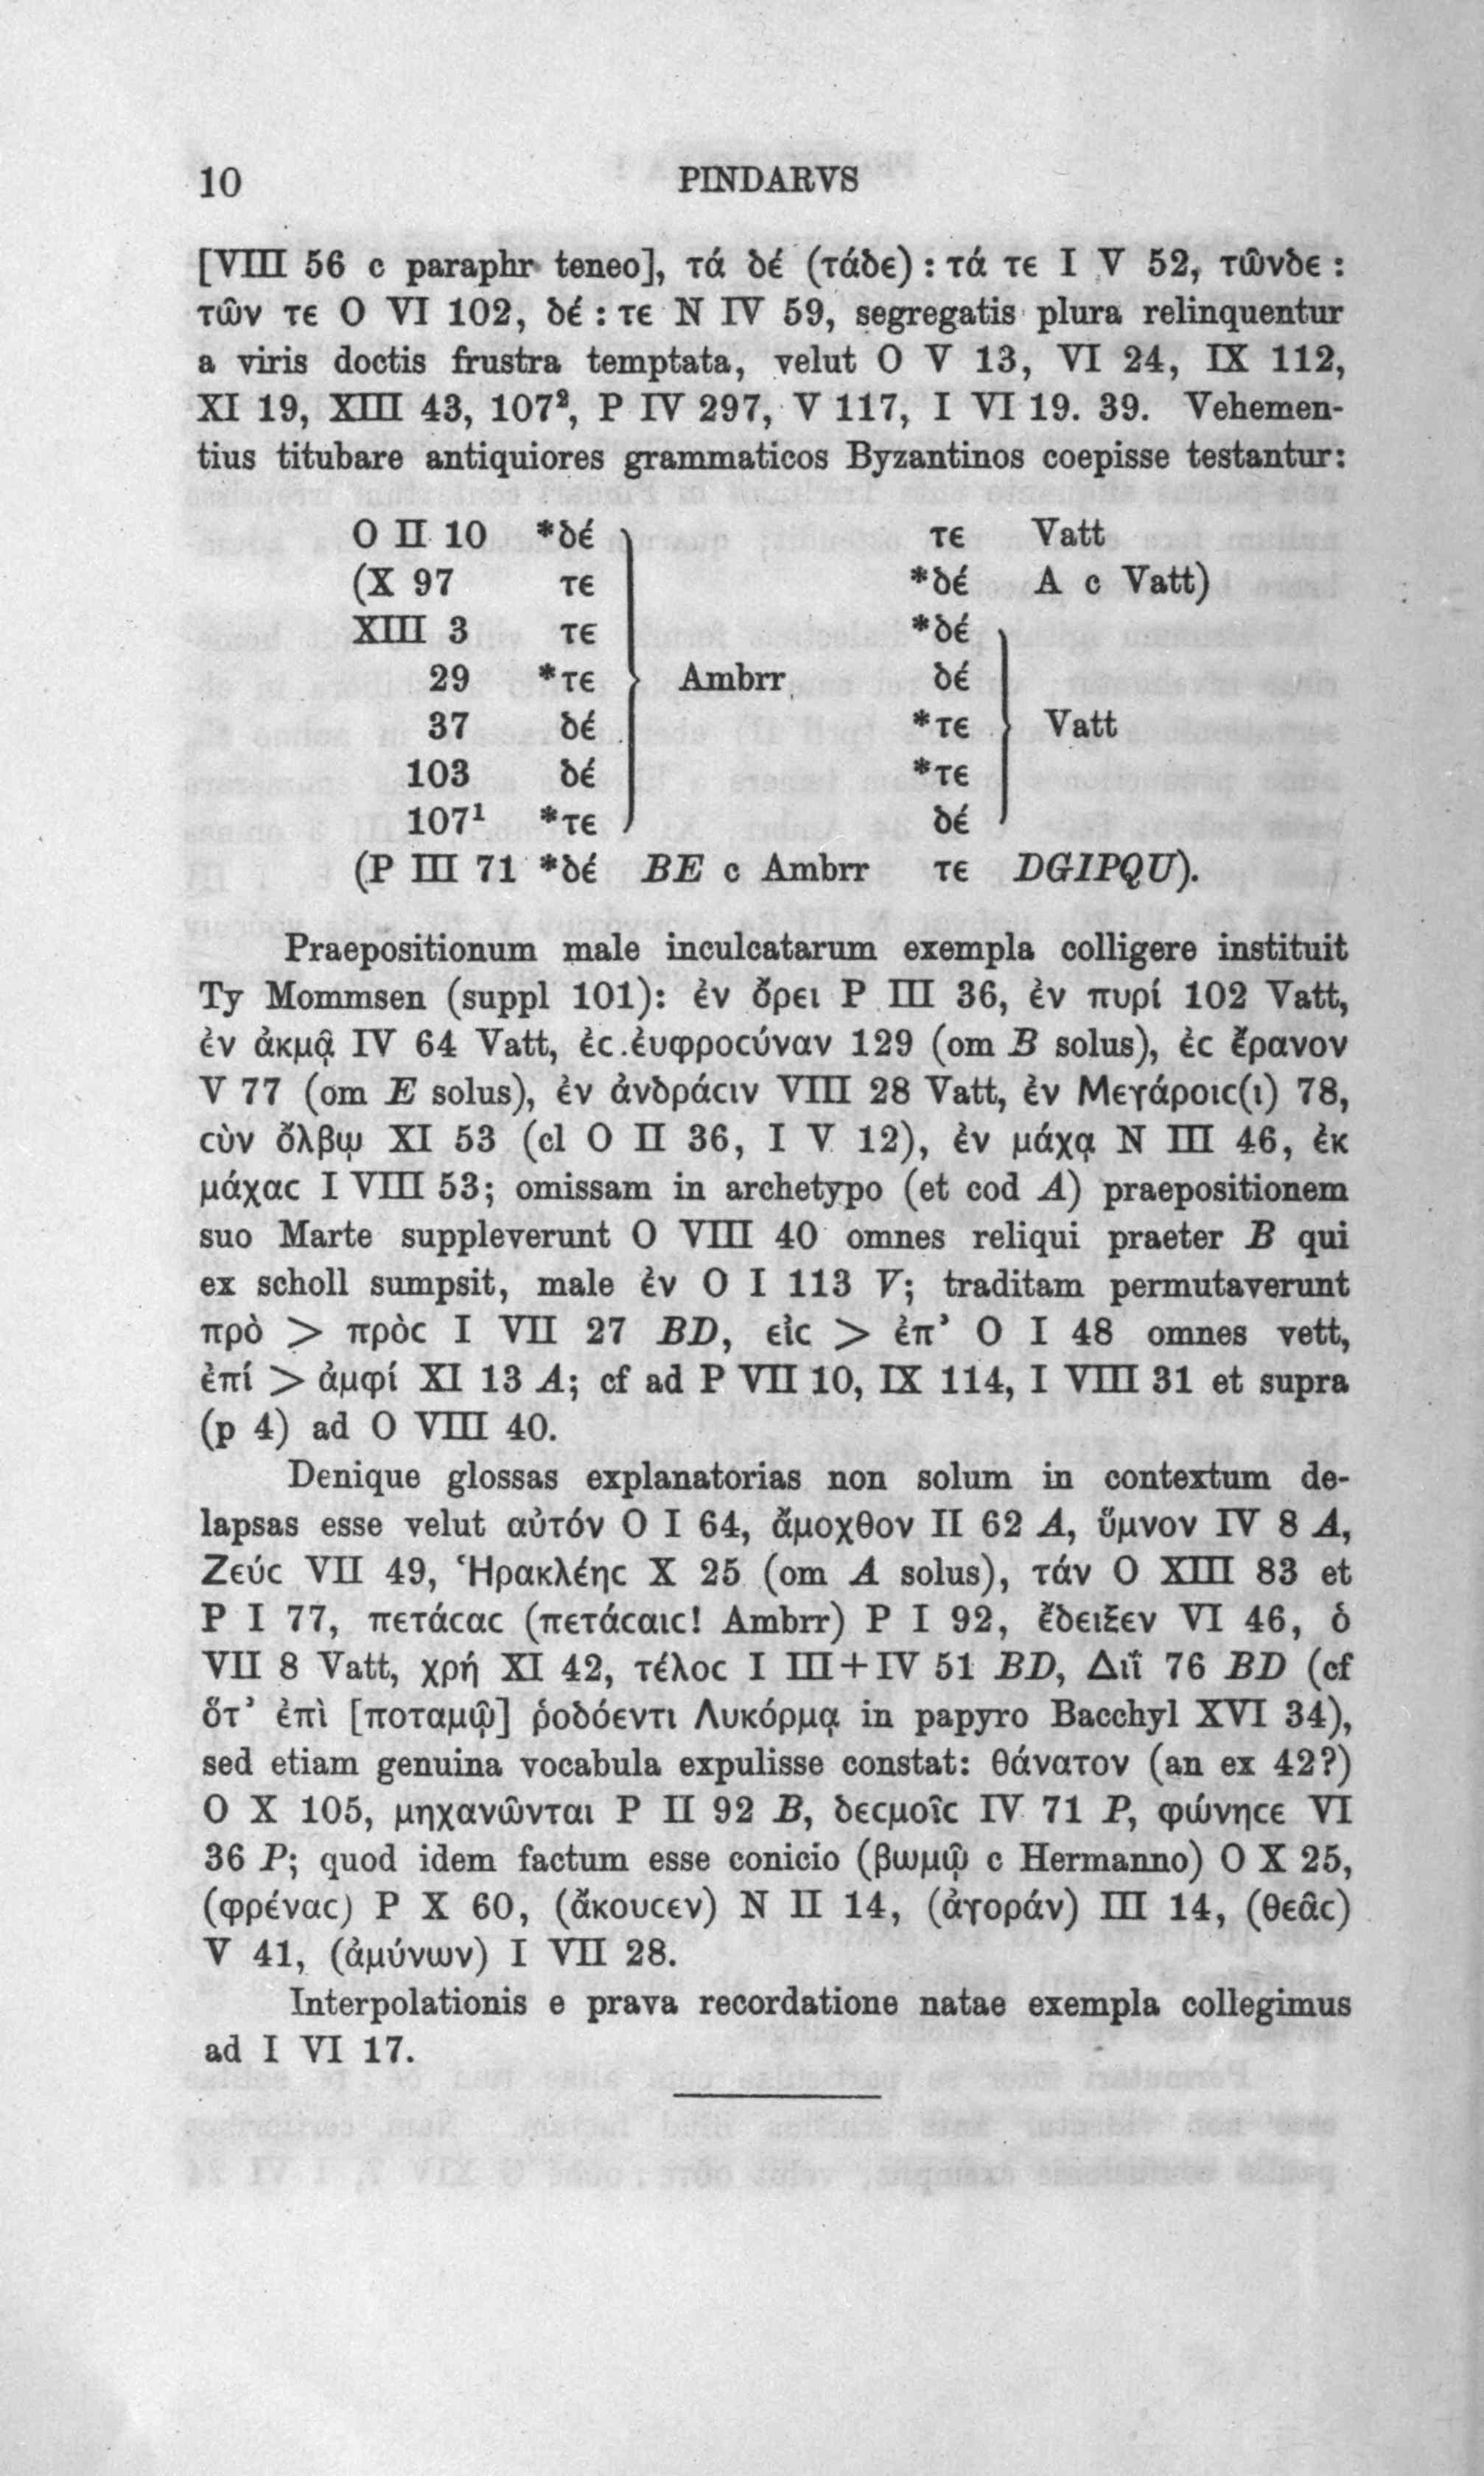 10 PINDARVS
[VIII 56 c paraphr teneo], τά δέ (τάδε) : τά τε I V 52, τῶνδε :
τῶν τε O VI 102, δέ : τε N IV 59, segregatis plura relinquentur
a viris doctis frustra temptata, velut O V 13, VI 24, IX 112,
XI 19, XIII 43, 107², P IV 297, V 117, I VI 19. 39. Vehemen-
tius titubare antiquiores grammaticos Byzantinos coepisse testantur:
O II 10 *δέ τε Vatt
(X 97 τε *δέ A c Vatt)
XIII 3 τε *δέ
29 *τε Ambrr δέ
37 δέ *τε Vatt
103 δέ *τε
107¹ *τε δέ
(P III 71 *δέ BE c Ambrr τε DGIPQU).
Praepositionum male inculcatarum exempla colligere instituit
Ty Mommsen (suppl 101): ἐν ὄρει P III 36, ἐν πυρί 102 Vatt,
ἐν ἀκμᾷ IV 64 Vatt, ἐc ἐυφροcύναν 129 (om B solus), ἐc ἔρανον
V 77 (om E solus), ἐν ἀνδράcιν VIII 28 Vatt, ἐν Μεγάροιc(ι) 78,
cὺν ὄλβῳ XI 53 (cl O II 36, I V 12), ἐν μάχᾳ N III 46, ἐκ
μάχαc I VIII 53; omissam in archetypo (et cod A) praepositionem
suo Marte suppleverunt O VIII 40 omnes reliqui praeter B qui
ex scholl sumpsit, male ἐν O I 113 V; traditam permutaverunt
πρὸ > πρὸc I VII 27 BD, εἰc > ἐπ’ O I 48 omnes vett,
ἐπί > ἀμφί XI 13 A; cf ad P VII 10, IX 114, I VIII 31 et supra
(p 4) ad O VIII 40.
Denique glossas explanatorias non solum in contextum de-
lapsas esse velut αὐτόν O I 64, ἄμοχθον II 62 A, ὕμνον IV 8 A,
Ζεύc VII 49, Ἡρακλέηc X 25 (om A solus), τάν O XIII 83 et
P I 77, πετάcαc (πετάcαιc! Ambrr) P I 92, ἔδειξεν VI 46, ὁ
VII 8 Vatt, χρή XI 42, τέλοc I III+IV 51 BD, Διΐ 76 BD (cf
ὅτ’ ἐπὶ [ποταμῷ] ῥοδόεντι Λυκόρμᾳ in papyro Bacchyl XVI 34),
sed etiam genuina vocabula expulisse constat: θάνατον (an ex 42?)
O X 105, μηχανῶνται P II 92 B, δεcμοῖc IV 71 P, φώνηcε VI
36 P; quod idem factum esse conicio (βωμῷ c Hermanno) O X 25,
(φρέναc) P X 60, (ἄκουcεν) N II 14, (ἀγοράν) III 14, (θεᾶc)
V 41, (ἀμύνων) I VII 28.
Interpolationis e prava recordatione natae exempla collegimus
ad I VI 17.